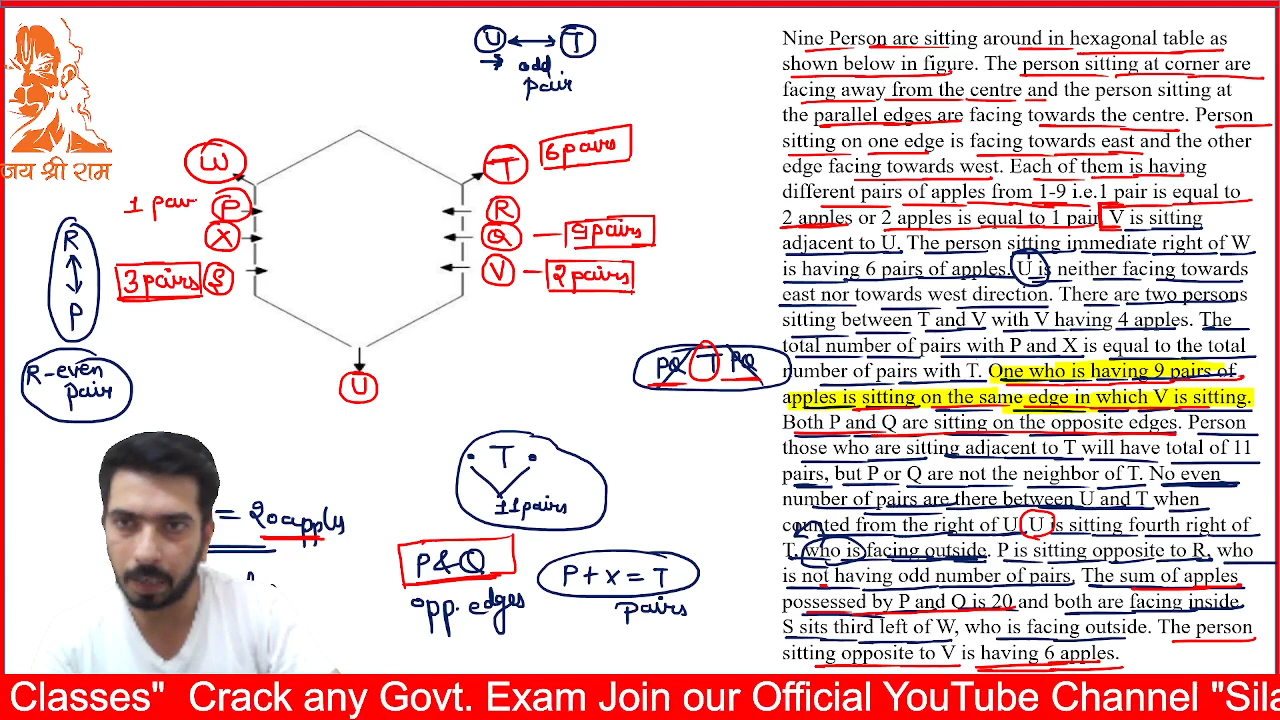 U ↔ T
→ odd
pair
W
T
6 pairs
1 pair
P
R
X
Q
9 pairs
3 pairs
S
V
2 pairs
जय श्री राम
R
↕
P
R-even
pair
U
PQ T PQ
T
11 pairs
= 20 apply
P & Q
opp. edges
P + x = T
pairs
Nine Person are sitting around in hexagonal table as
shown below in figure. The person sitting at corner are
facing away from the centre and the person sitting at
the parallel edges are facing towards the centre. Person
sitting on one edge is facing towards east and the other
edge facing towards west. Each of them is having
different pairs of apples from 1-9 i.e.1 pair is equal to
2 apples or 2 apples is equal to 1 pair. V is sitting
adjacent to U. The person sitting immediate right of W
is having 6 pairs of apples. U is neither facing towards
east nor towards west direction. There are two persons
sitting between T and V with V having 4 apples. The
total number of pairs with P and X is equal to the total
number of pairs with T. One who is having 9 pairs of
apples is sitting on the same edge in which V is sitting.
Both P and Q are sitting on the opposite edges. Person
those who are sitting adjacent to T will have total of 11
pairs, but P or Q are not the neighbor of T. No even
number of pairs are there between U and T when
counted from the right of U. U is sitting fourth right of
T, who is facing outside. P is sitting opposite to R, who
is not having odd number of pairs. The sum of apples
possessed by P and Q is 20 and both are facing inside.
S sits third left of W, who is facing outside. The person
sitting opposite to V is having 6 apples.
Classes" Crack any Govt. Exam Join our Official YouTube Channel "Sila